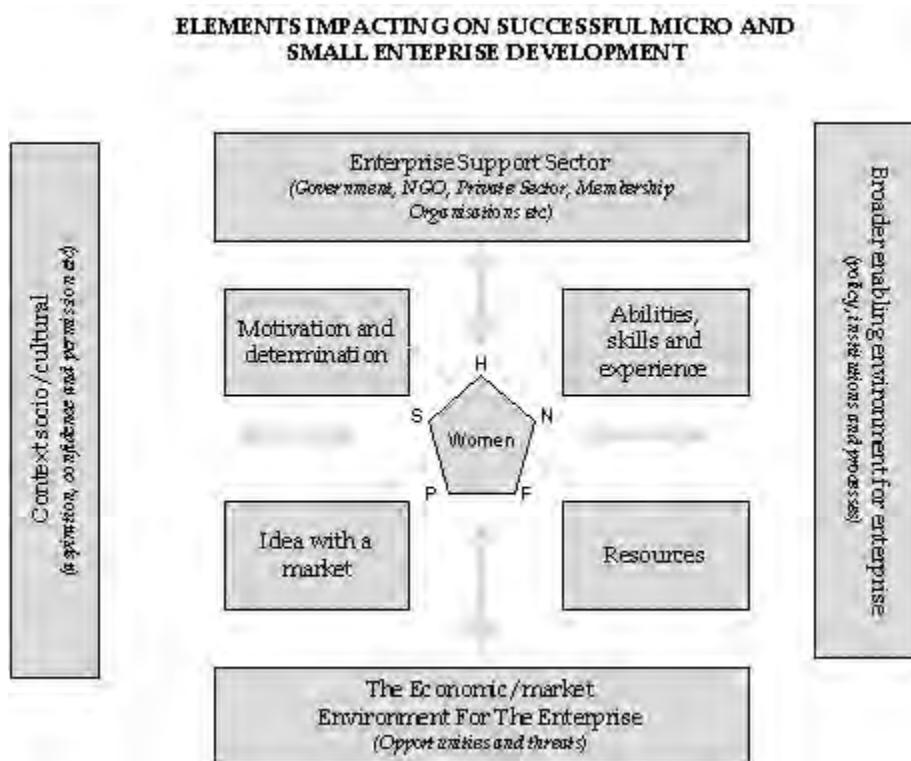 ELEMENTS IMPACTING ON SUCCESSFUL MICRO AND
SMALL ENTEPRISE DEVELOPMENT
Enterprise Support Sector
(Government, NGO, Private Sector, Membership
Organisations etc)
Context socio/cultural
(aspiration, confidence and permission etc)
Motivation and
determination
Abilities,
skills and
experience
H
S
N
Women
P
F
Idea with a
market
Resources
Broader enabling environment for enterprise
(policy, institutions and processes)
The Economic/market
Environment For The Enterprise
(Opportunities and threats)